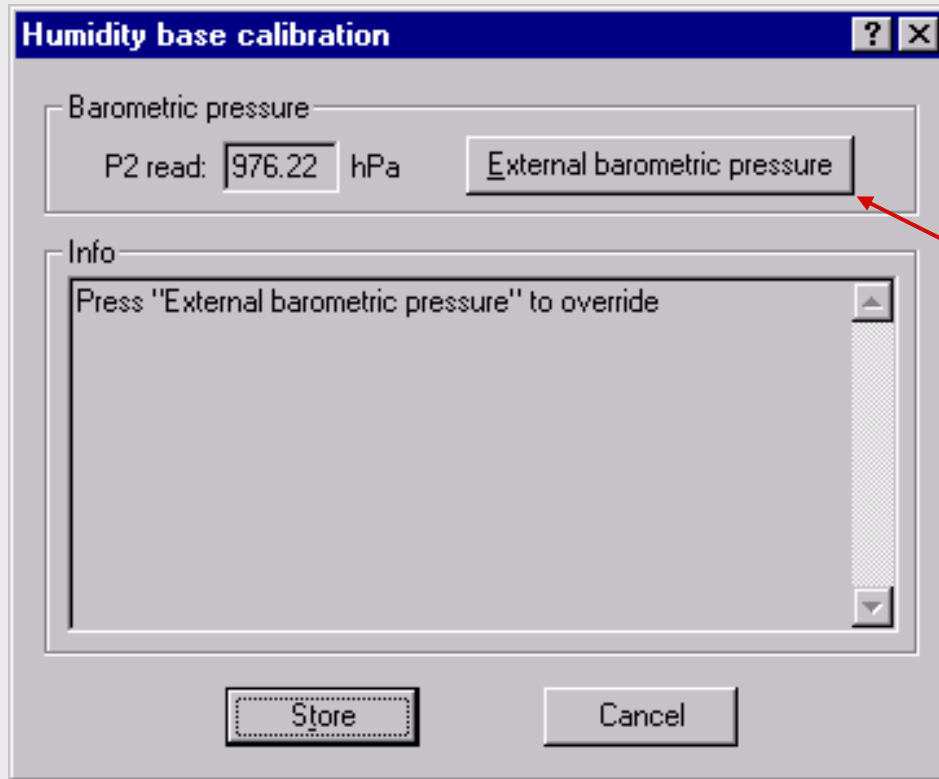 Humidity base calibration
Barometric pressure
P2 read: 976.22 hPa External barometric pressure
Info
Press "External barometric pressure" to override
Store Cancel